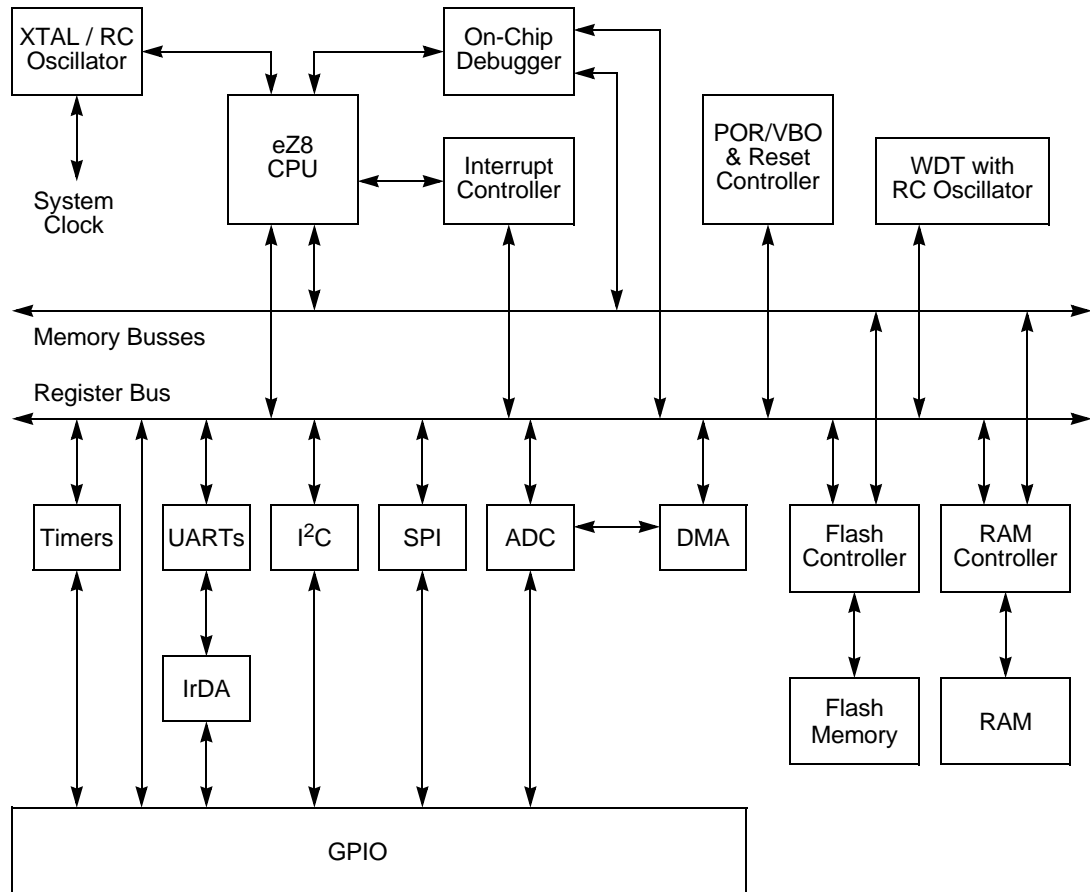 XTAL / RC
Oscillator
On-Chip
Debugger
eZ8
CPU
POR/VBO
& Reset
Controller
Interrupt
Controller
WDT with
RC Oscillator
System
Clock
Memory Busses
Register Bus
Timers
UARTs
I²C
SPI
ADC
DMA
Flash
Controller
RAM
Controller
IrDA
Flash
Memory
RAM
GPIO